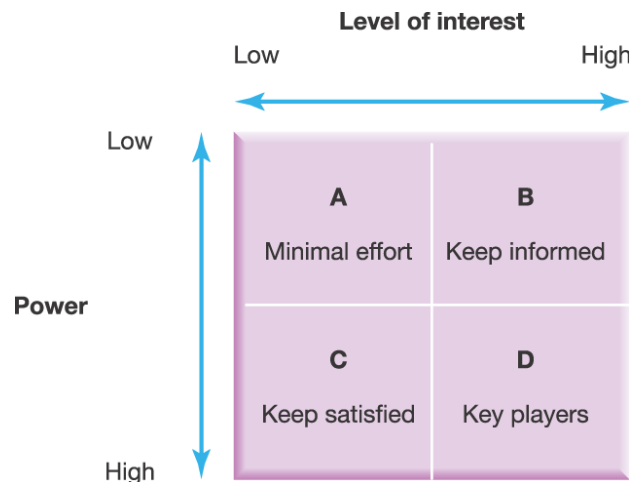 Level of interest
Low High
Low
A B
Minimal effort Keep informed
Power
C D
Keep satisfied Key players
High